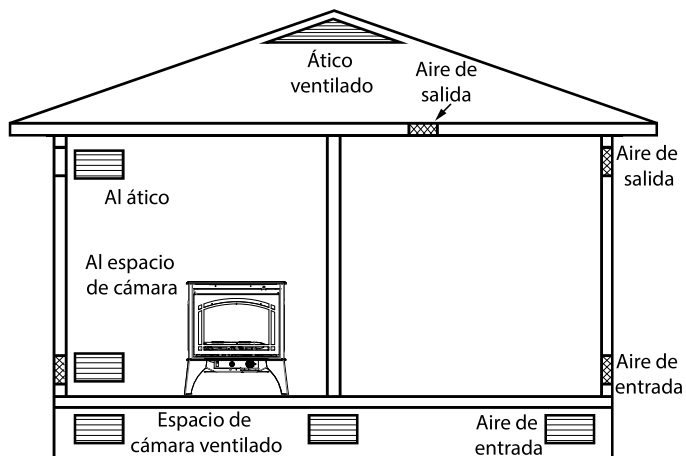 Ático
ventilado
Aire de
salida
Aire de
salida
Al ático
Al espacio
de cámara
Aire de
entrada
Espacio de
cámara ventilado
Aire de
entrada